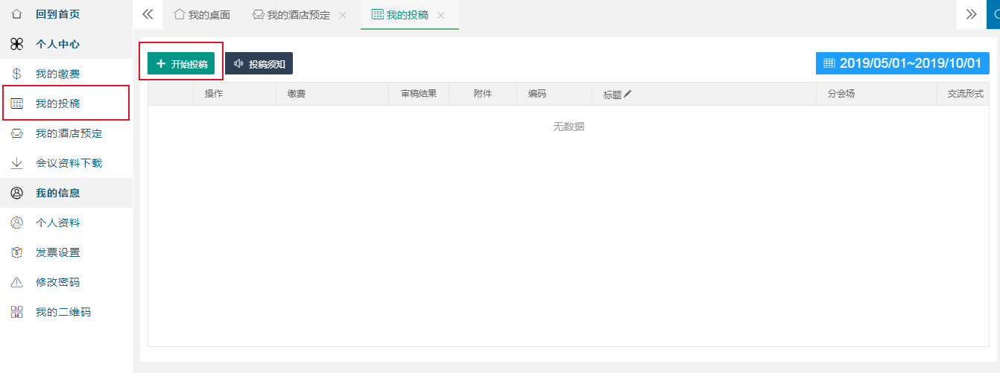 回到首页
个人中心
我的缴费
我的投稿
我的酒店预定
会议资料下载
我的信息
个人资料
发票设置
修改密码
我的二维码
我的桌面 我的酒店预定 我的投稿
开始投稿 投稿须知 2019/05/01~2019/10/01
操作 缴费 审稿结果 附件 编码 标题 分会场 交流形式
无数据